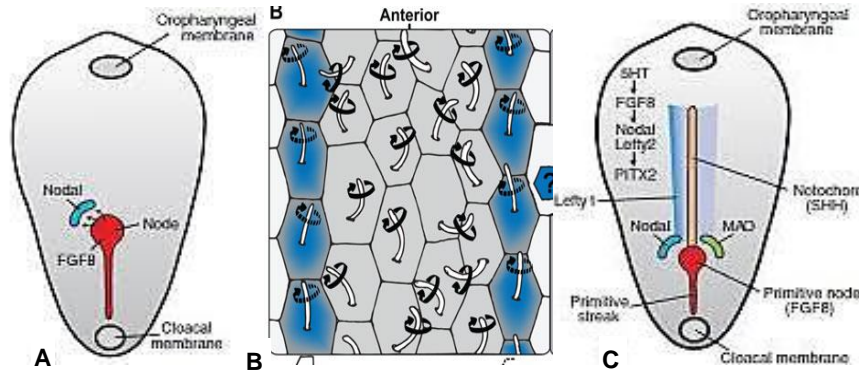 Oropharyngeal
membrane
Nodal
Node
FGF8
Cloacal
membrane
A
B
Anterior
?
B
Oropharyngeal
membrane
SHT
FGF8
Nodal
Lefty2
PITX2
Lefty1
Notochord
(SHH)
Nodal
MAD
Primitive
streak
Primitive node
(FGF8)
Cloacal membrane
C